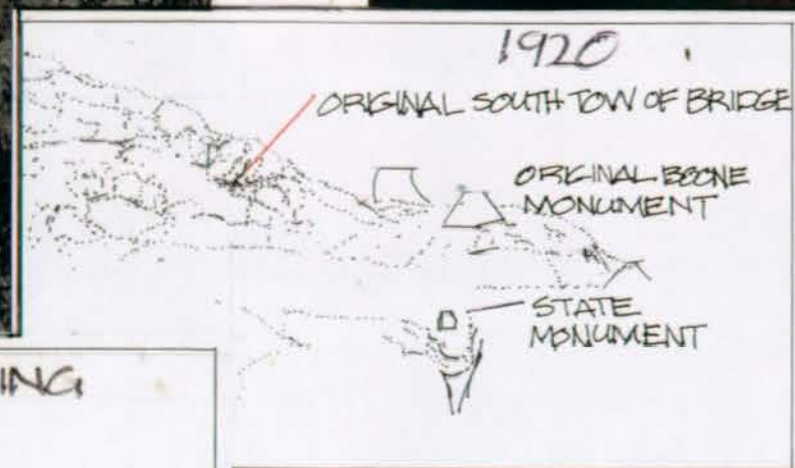 1920
ORIGINAL SOUTH TOW OF BRIDGE
ORIGINAL BOONE
MONUMENT
STATE
MONUMENT
ING